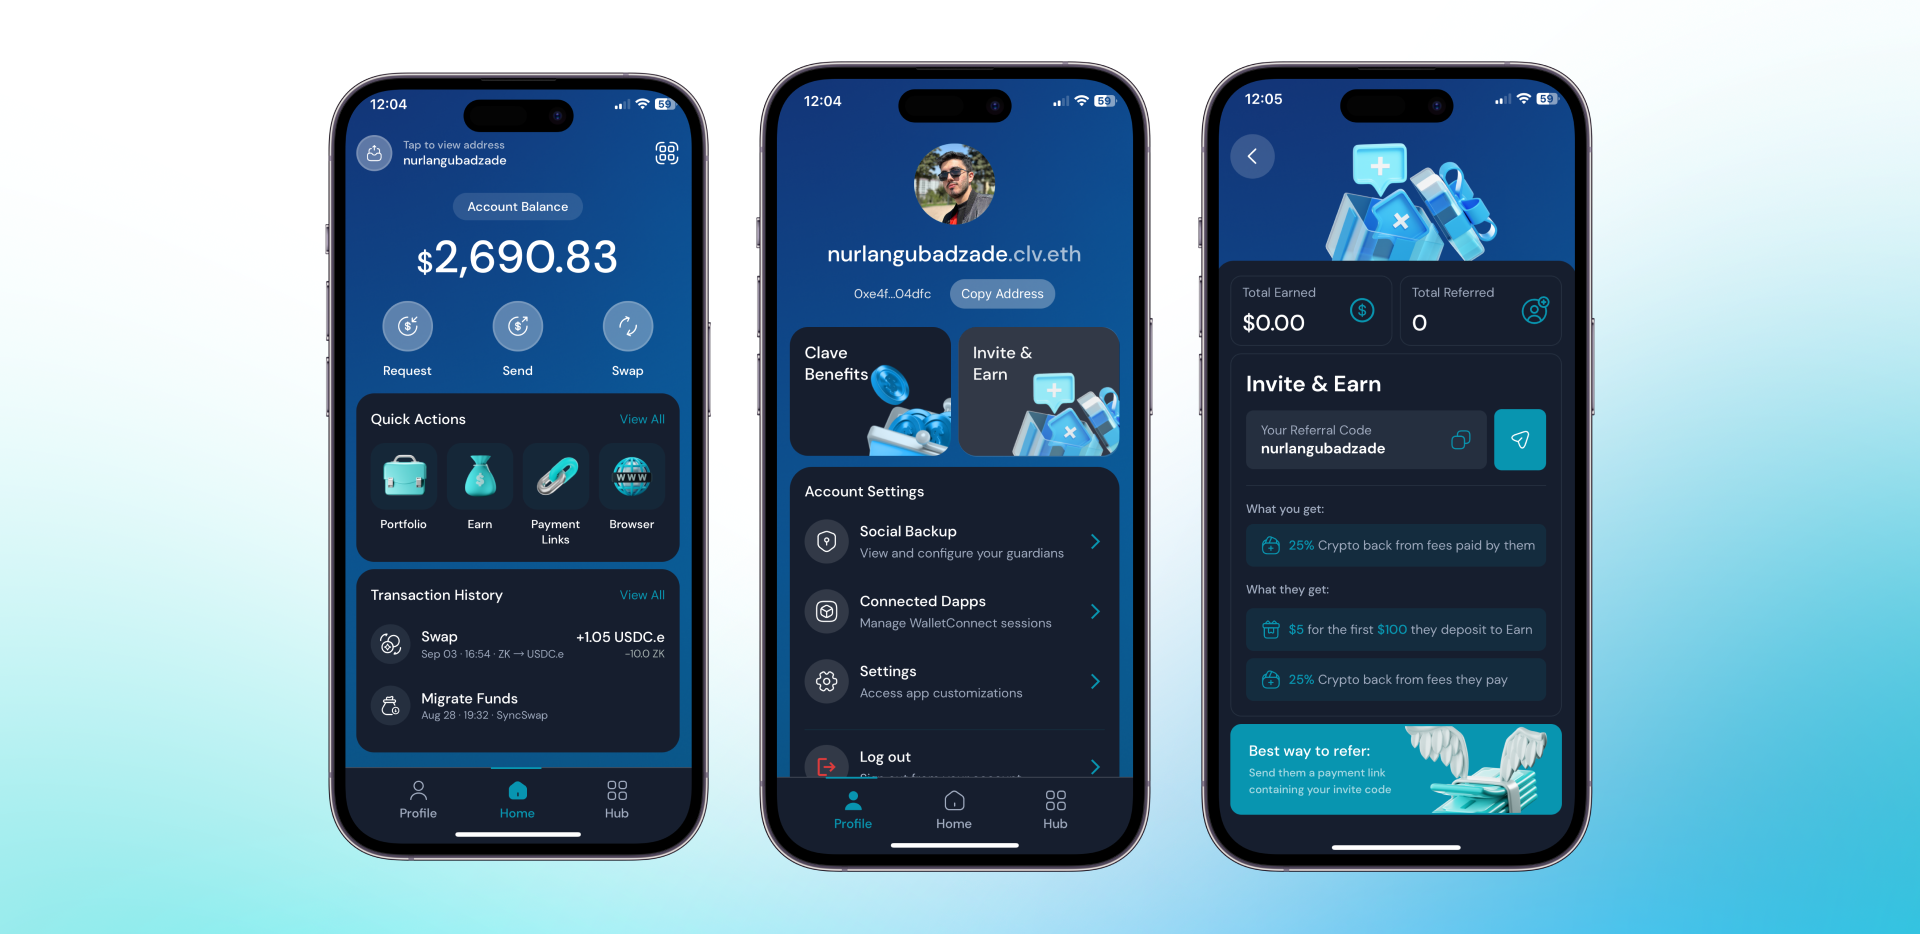 12:04
59
Tap to view address
nurlangubadzade
Account Balance
$2,690.83
Request
Send
Swap
Quick Actions
View All
Portfolio
Earn
Payment
Links
WWW
Browser
Transaction History
View All
Swap
+1.05 USDC.e
Sep 03 · 16:54 · ZK → USDC.e
-10.0 ZK
Migrate Funds
Aug 28 · 19:32 · SyncSwap
Profile
Home
Hub
12:04
59
nurlangubadzade.clv.eth
0xe4f...04dfc
Copy Address
Clave
Benefits
Invite &
Earn
Account Settings
Social Backup
View and configure your guardians
Connected Dapps
Manage WalletConnect sessions
Settings
Access app customizations
Log out
Profile
Home
Hub
12:05
59
Total Earned
$0.00
Total Referred
0
Invite & Earn
Your Referral Code
nurlangubadzade
What you get:
25% Crypto back from fees paid by them
What they get:
$5 for the first $100 they deposit to Earn
25% Crypto back from fees they pay
Best way to refer:
Send them a payment link
containing your invite code